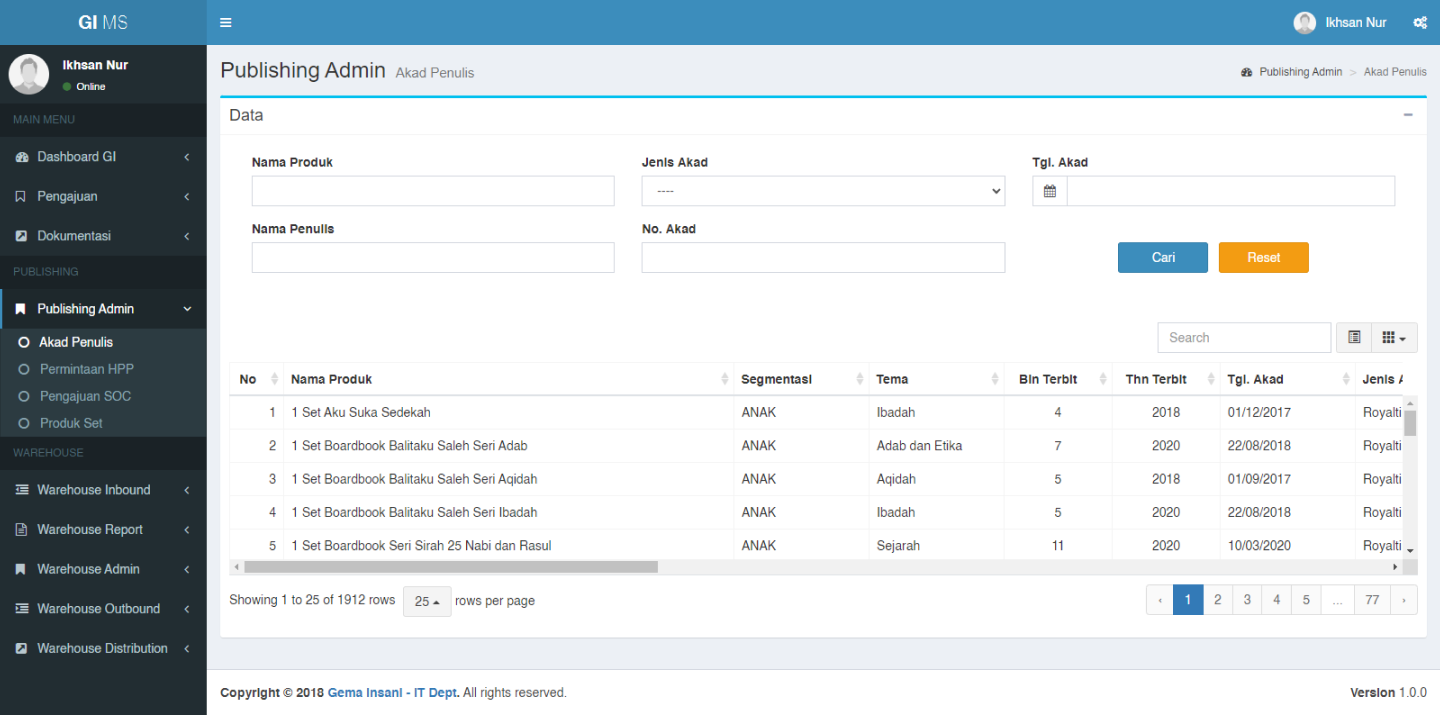 GI MS
Ikhsan Nur
Ikhsan Nur
Online
MAIN MENU
Dashboard GI
Pengajuan
Dokumentasi
PUBLISHING
Publishing Admin
Akad Penulis
Permintaan HPP
Pengajuan SOC
Produk Set
WAREHOUSE
Warehouse Inbound
Warehouse Report
Warehouse Admin
Warehouse Outbound
Warehouse Distribution
Publishing Admin Akad Penulis
Publishing Admin > Akad Penulis
Data
Nama Produk Jenis Akad Tgl. Akad
----
Nama Penulis No. Akad
Cari Reset
Search
No Nama Produk Segmentasi Tema Bln Terbit Thn Terbit Tgl. Akad Jenis A
1 1 Set Aku Suka Sedekah ANAK Ibadah 4 2018 01/12/2017 Royalti
2 1 Set Boardbook Balitaku Saleh Seri Adab ANAK Adab dan Etika 7 2020 22/08/2018 Royalti
3 1 Set Boardbook Balitaku Saleh Seri Aqidah ANAK Aqidah 5 2018 01/09/2017 Royalti
4 1 Set Boardbook Balitaku Saleh Seri Ibadah ANAK Ibadah 5 2020 22/08/2018 Royalti
5 1 Set Boardbook Seri Sirah 25 Nabi dan Rasul ANAK Sejarah 11 2020 10/03/2020 Royalti
Showing 1 to 25 of 1912 rows 25 rows per page
‹ 1 2 3 4 5 ... 77 ›
Copyright © 2018 Gema Insani - IT Dept. All rights reserved.
Version 1.0.0